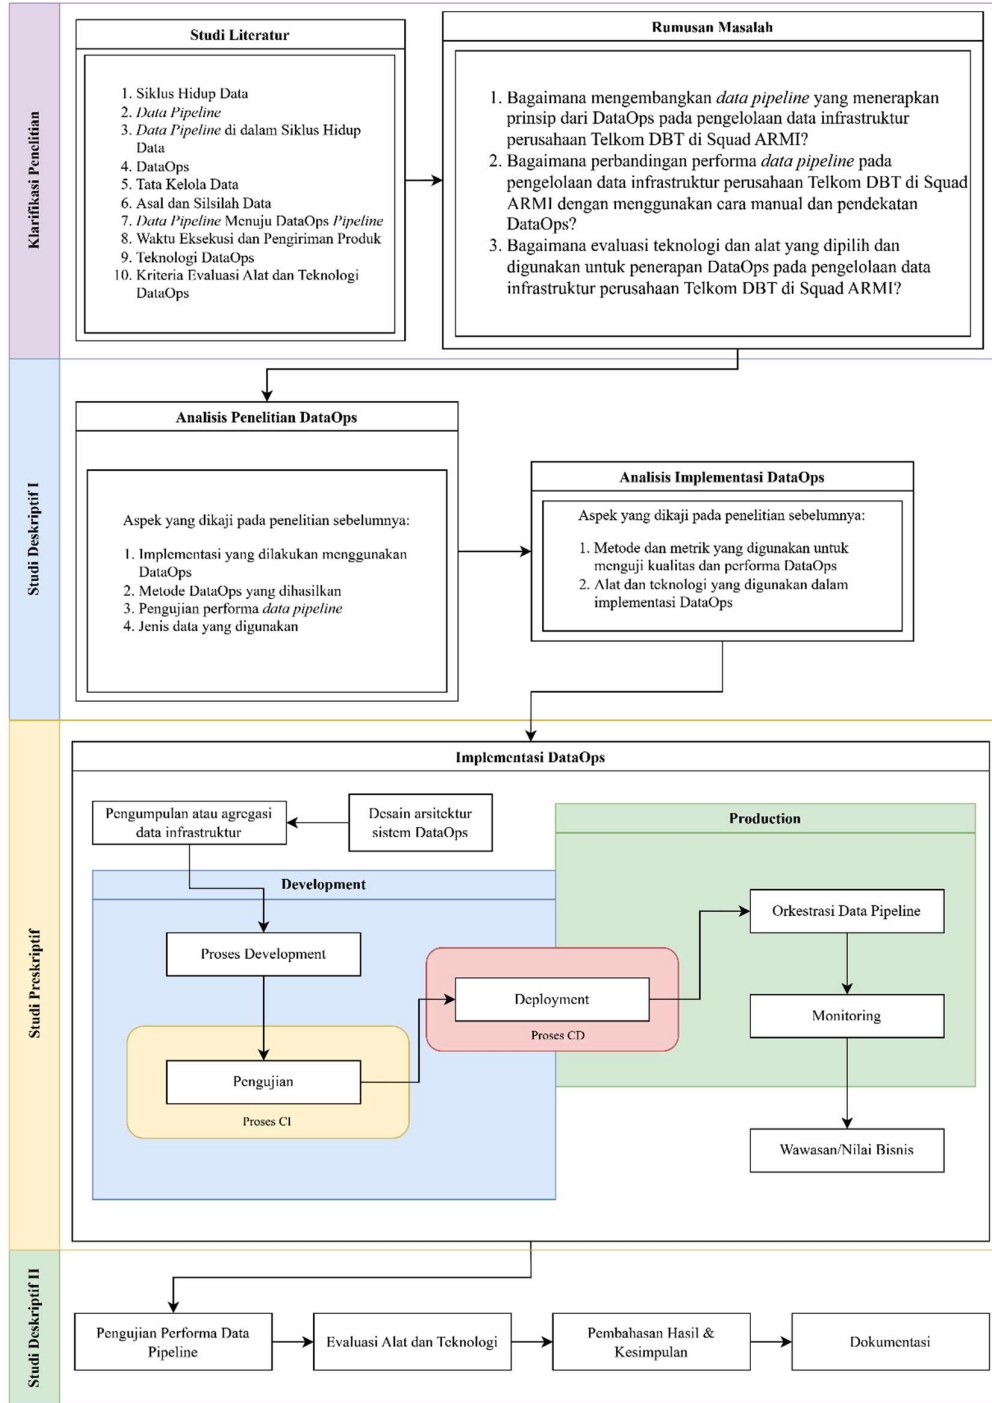 Klarifikasi Penelitian
Studi Literatur
1. Siklus Hidup Data
2. Data Pipeline
3. Data Pipeline di dalam Siklus Hidup
Data
4. DataOps
5. Tata Kelola Data
6. Asal dan Silsilah Data
7. Data Pipeline Menuju DataOps Pipeline
8. Waktu Eksekusi dan Pengiriman Produk
9. Teknologi DataOps
10. Kriteria Evaluasi Alat dan Teknologi
DataOps
Rumusan Masalah
1. Bagaimana mengembangkan data pipeline yang menerapkan
prinsip dari DataOps pada pengelolaan data infrastruktur
perusahaan Telkom DBT di Squad ARMI?
2. Bagaimana perbandingan performa data pipeline pada
pengelolaan data infrastruktur perusahaan Telkom DBT di Squad
ARMI dengan menggunakan cara manual dan pendekatan
DataOps?
3. Bagaimana evaluasi teknologi dan alat yang dipilih dan
digunakan untuk penerapan DataOps pada pengelolaan data
infrastruktur perusahaan Telkom DBT di Squad ARMI?
Studi Deskriptif I
Analisis Penelitian DataOps
Aspek yang dikaji pada penelitian sebelumnya:
1. Implementasi yang dilakukan menggunakan
DataOps
2. Metode DataOps yang dihasilkan
3. Pengujian performa data pipeline
4. Jenis data yang digunakan
Analisis Implementasi DataOps
Aspek yang dikaji pada penelitian sebelumnya:
1. Metode dan metrik yang digunakan untuk
menguji kualitas dan performa DataOps
2. Alat dan teknologi yang digunakan dalam
implementasi DataOps
Studi Preskriptif
Implementasi DataOps
Pengumpulan atau agregasi
data infrastruktur
Desain arsitektur
sistem DataOps
Production
Development
Orkestrasi Data Pipeline
Proses Development
Deployment
Proses CD
Monitoring
Pengujian
Proses CI
Wawasan/Nilai Bisnis
Studi Deskriptif II
Pengujian Performa Data
Pipeline
Evaluasi Alat dan Teknologi
Pembahasan Hasil &
Kesimpulan
Dokumentasi